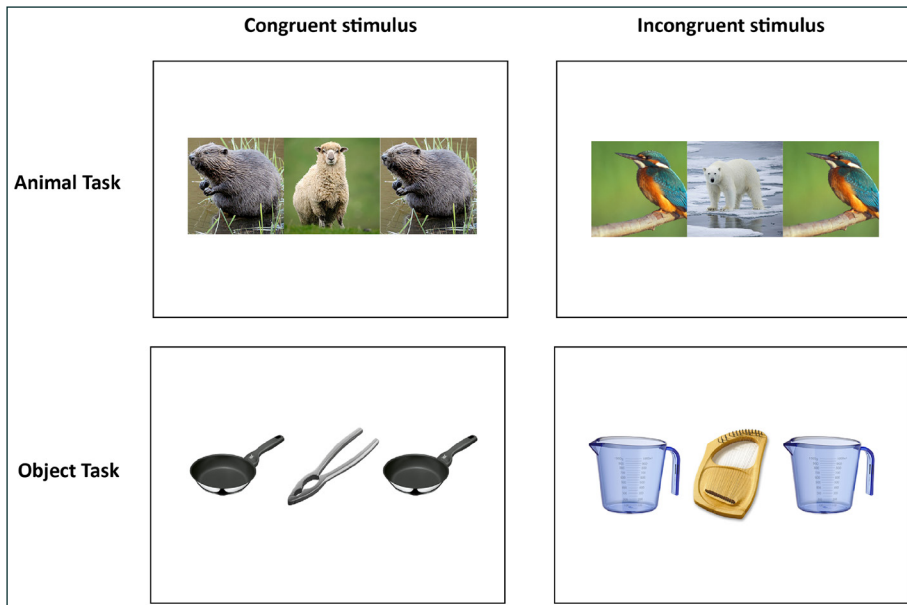 Congruent stimulus
Incongruent stimulus
Animal Task
Object Task